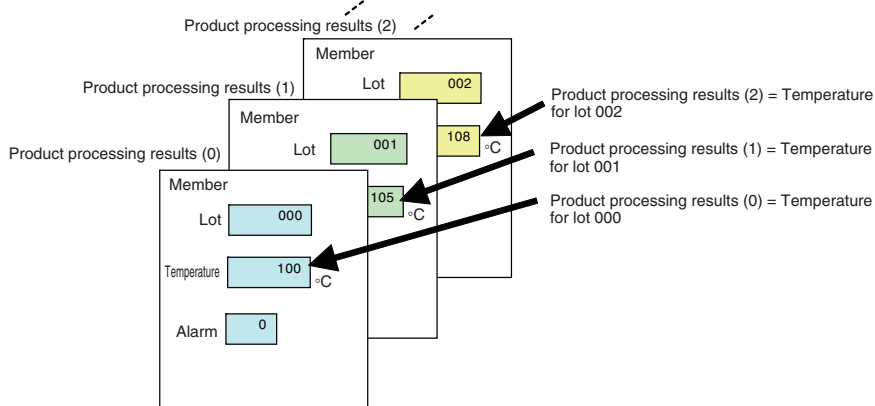 Product processing results (2)
Member
Lot
002
108
°C
Product processing results (2) = Temperature
for lot 002
Product processing results (1)
Member
Lot
001
105
°C
Product processing results (1) = Temperature
for lot 001
Product processing results (0)
Member
Lot
000
Temperature
100
°C
Alarm
0
Product processing results (0) = Temperature
for lot 000